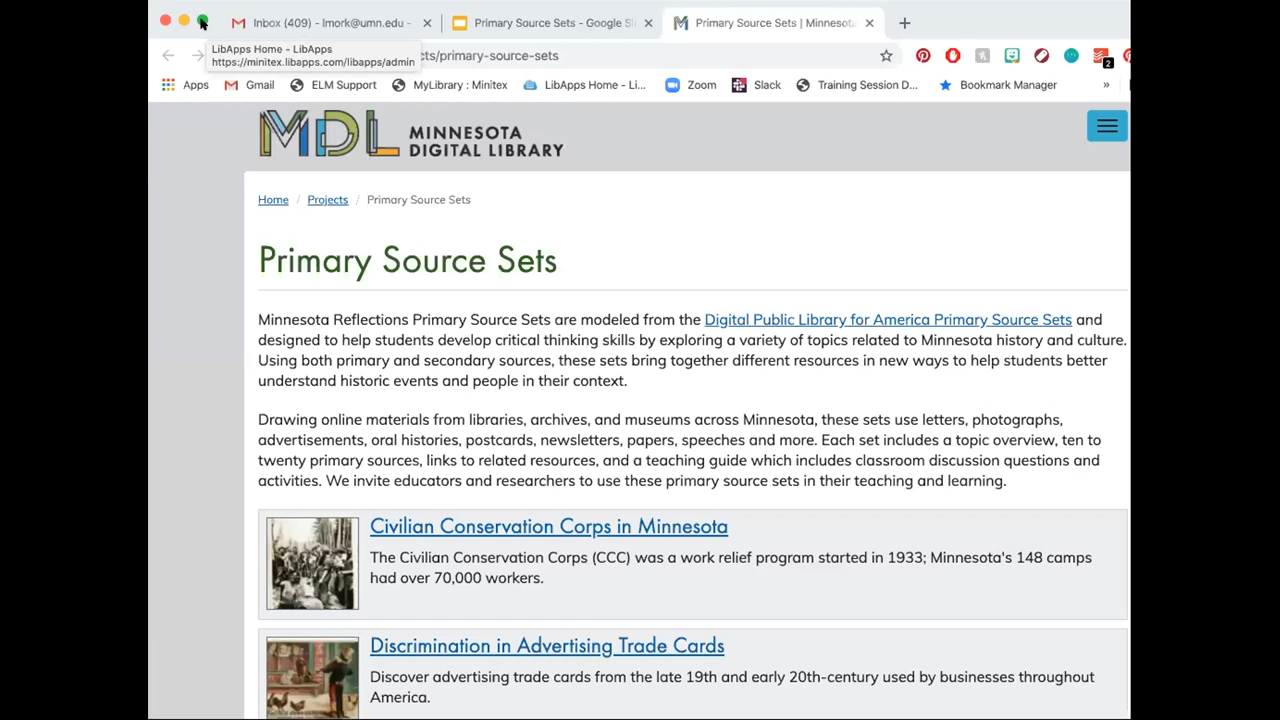 Inbox (409) - lmork@umn.edu -
Primary Source Sets - Google Sli
Primary Source Sets | Minnesota
LibApps Home - LibApps
https://minitex.libapps.com/libapps/admin
cts/primary-source-sets
2
Apps
Gmail
ELM Support
MyLibrary : Minitex
LibApps Home - Li...
Zoom
Slack
Training Session D...
Bookmark Manager
»
MDL MINNESOTA
DIGITAL LIBRARY
Home / Projects / Primary Source Sets
Primary Source Sets
Minnesota Reflections Primary Source Sets are modeled from the Digital Public Library for America Primary Source Sets and
designed to help students develop critical thinking skills by exploring a variety of topics related to Minnesota history and culture.
Using both primary and secondary sources, these sets bring together different resources in new ways to help students better
understand historic events and people in their context.
Drawing online materials from libraries, archives, and museums across Minnesota, these sets use letters, photographs,
advertisements, oral histories, postcards, newsletters, papers, speeches and more. Each set includes a topic overview, ten to
twenty primary sources, links to related resources, and a teaching guide which includes classroom discussion questions and
activities. We invite educators and researchers to use these primary source sets in their teaching and learning.
Civilian Conservation Corps in Minnesota
The Civilian Conservation Corps (CCC) was a work relief program started in 1933; Minnesota's 148 camps
had over 70,000 workers.
Discrimination in Advertising Trade Cards
Discover advertising trade cards from the late 19th and early 20th-century used by businesses throughout
America.